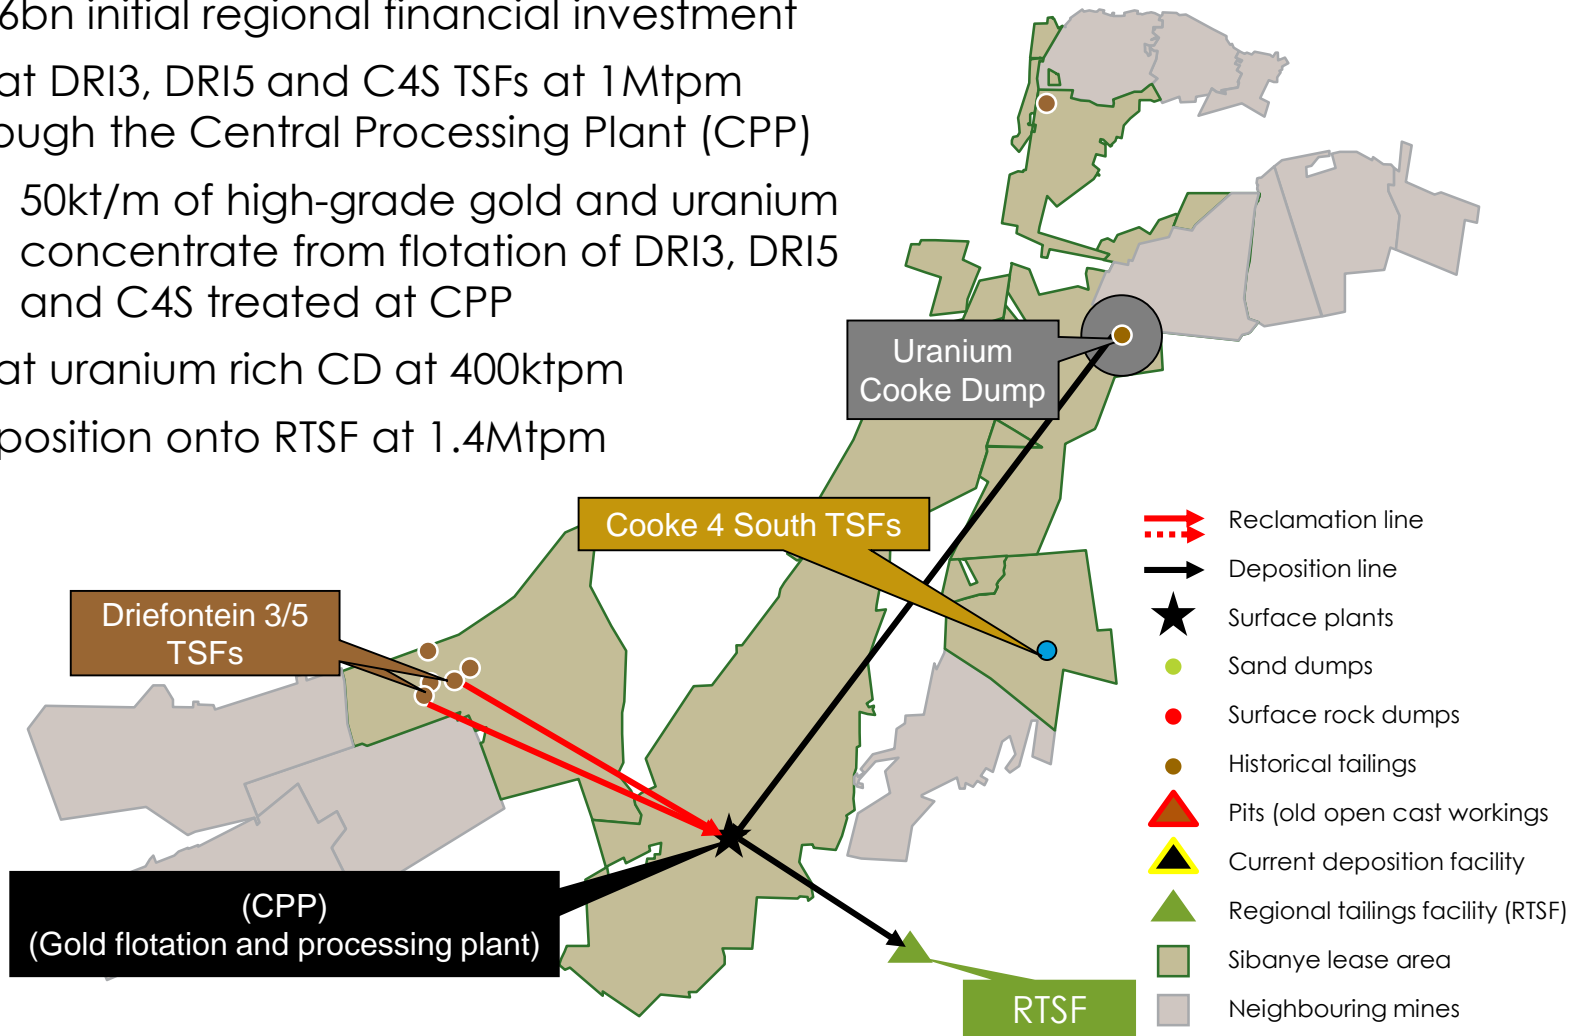 6bn initial regional financial investment
at DRI3, DRI5 and C4S TSFs at 1Mtpm
ough the Central Processing Plant (CPP)
50kt/m of high-grade gold and uranium
concentrate from flotation of DRI3, DRI5
and C4S treated at CPP
at uranium rich CD at 400ktpm
position onto RTSF at 1.4Mtpm
Uranium
Cooke Dump
Cooke 4 South TSFs
Driefontein 3/5
TSFs
(CPP)
(Gold flotation and processing plant)
RTSF
Reclamation line
Deposition line
Surface plants
Sand dumps
Surface rock dumps
Historical tailings
Pits (old open cast workings
Current deposition facility
Regional tailings facility (RTSF)
Sibanye lease area
Neighbouring mines